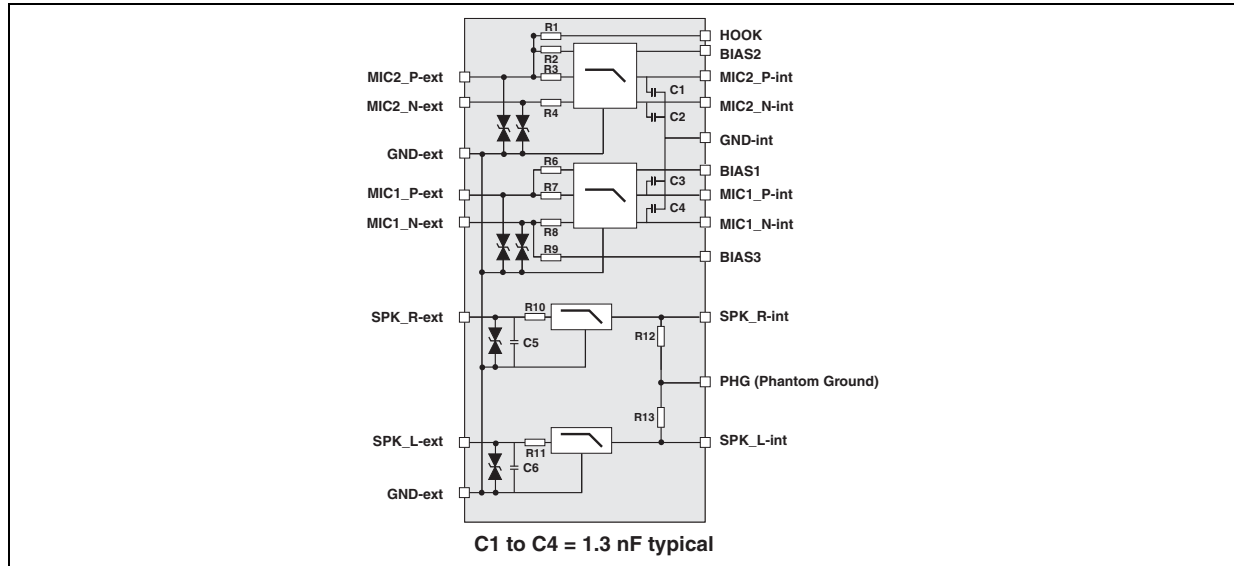 R1
HOOK
R2
BIAS2
R3
MIC2_P-ext
MIC2_P-int
C1
MIC2_N-ext
R4
MIC2_N-int
C2
GND-int
GND-ext
R6
BIAS1
C3
MIC1_P-ext
R7
MIC1_P-int
C4
MIC1_N-ext
R8
MIC1_N-int
R9
BIAS3
R10
SPK_R-ext
SPK_R-int
C5
R12
PHG (Phantom Ground)
R13
SPK_L-ext
SPK_L-int
R11
C6
GND-ext
C1 to C4 = 1.3 nF typical